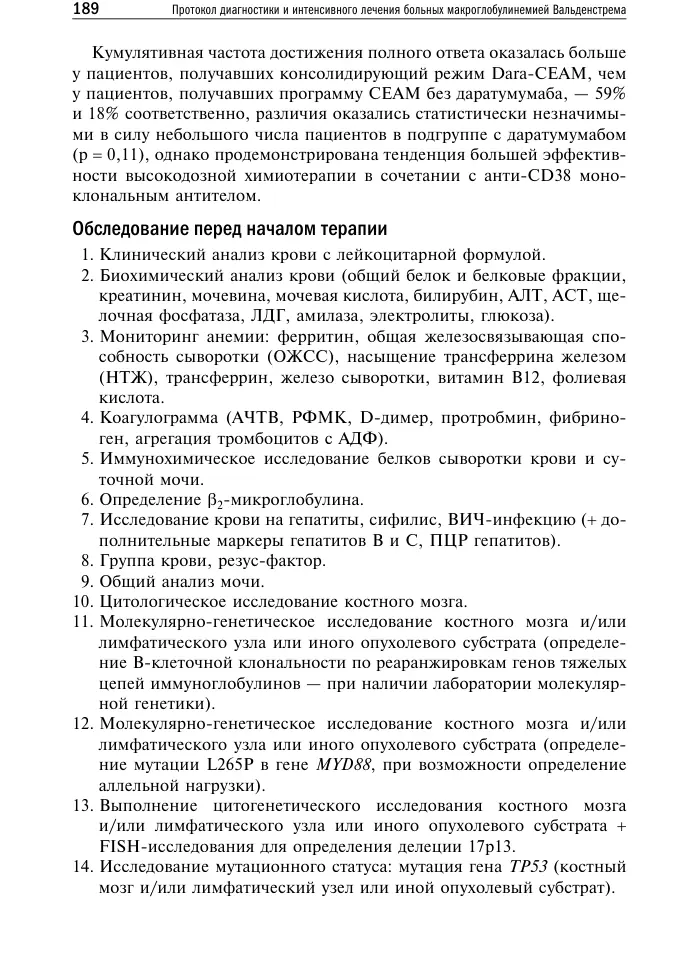 189 Протокол диагностики и интенсивного лечения больных макроглобулинемией Вальденстрема
Кумулятивная частота достижения полного ответа оказалась больше
у пациентов, получавших консолидирующий режим Dara-CEAM, чем
у пациентов, получавших программу CEAM без даратумумаба, — 59%
и 18% соответственно, различия оказались статистически незначимы-
ми в силу небольшого числа пациентов в подгруппе с даратумумабом
(p = 0,11), однако продемонстрирована тенденция большей эффектив-
ности высокодозной химиотерапии в сочетании с анти-CD38 моно-
клональным антителом.
Обследование перед началом терапии
1. Клинический анализ крови с лейкоцитарной формулой.
2. Биохимический анализ крови (общий белок и белковые фракции,
креатинин, мочевина, мочевая кислота, билирубин, АЛТ, АСТ, ще-
лочная фосфатаза, ЛДГ, амилаза, электролиты, глюкоза).
3. Мониторинг анемии: ферритин, общая железосвязывающая спо-
собность сыворотки (ОЖСС), насыщение трансферрина железом
(НТЖ), трансферрин, железо сыворотки, витамин В12, фолиевая
кислота.
4. Коагулограмма (АЧТВ, РФМК, D-димер, протробмин, фибрино-
ген, агрегация тромбоцитов с АДФ).
5. Иммунохимическое исследование белков сыворотки крови и су-
точной мочи.
6. Определение β₂-микроглобулина.
7. Исследование крови на гепатиты, сифилис, ВИЧ-инфекцию (+ до-
полнительные маркеры гепатитов В и С, ПЦР гепатитов).
8. Группа крови, резус-фактор.
9. Общий анализ мочи.
10. Цитологическое исследование костного мозга.
11. Молекулярно-генетическое исследование костного мозга и/или
лимфатического узла или иного опухолевого субстрата (определе-
ние В-клеточной клональности по реаранжировкам генов тяжелых
цепей иммуноглобулинов — при наличии лаборатории молекуляр-
ной генетики).
12. Молекулярно-генетическое исследование костного мозга и/или
лимфатического узла или иного опухолевого субстрата (определе-
ние мутации L265P в гене MYD88, при возможности определение
аллельной нагрузки).
13. Выполнение цитогенетического исследования костного мозга
и/или лимфатического узла или иного опухолевого субстрата +
FISH-исследования для определения делеции 17p13.
14. Исследование мутационного статуса: мутация гена TP53 (костный
мозг и/или лимфатический узел или иной опухолевый субстрат).